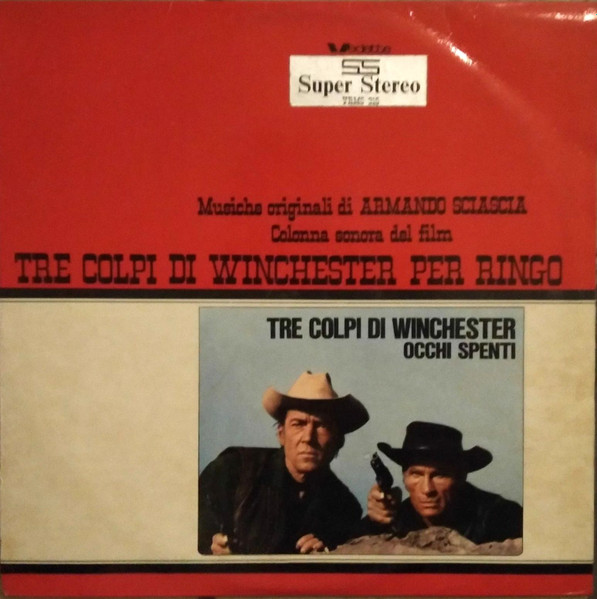 Vedette
SS
Super Stereo
Musiche originali di ARMANDO SCIASCIA
Colonna sonora del film
TRE COLPI DI WINCHESTER PER RINGO
TRE COLPI DI WINCHESTER
OCCHI SPENTI